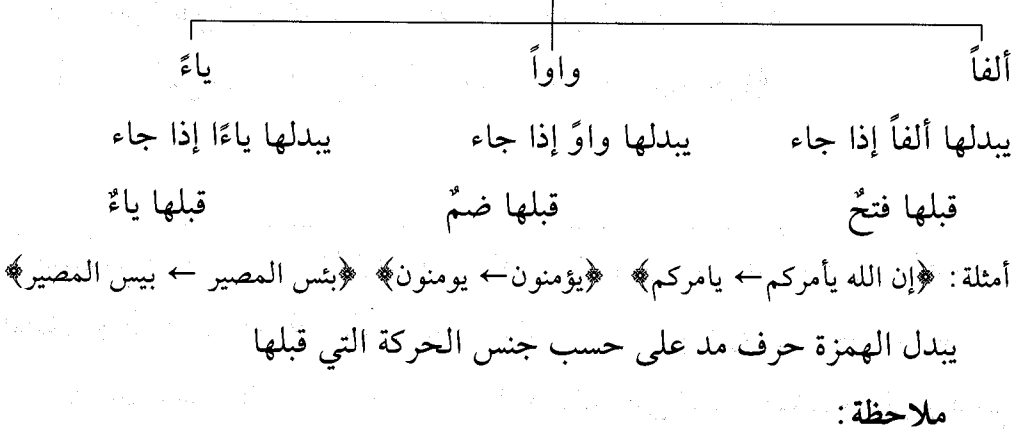 ألفاً واواً ياءً
يبدلها ألفاً إذا جاء يبدلها واوً إذا جاء يبدلها ياءًا إذا جاء
قبلها فتحٌ قبلها ضمٌ قبلها ياءٌ
أمثلة: ﴿إن الله يأمركم ← يامركم﴾ ﴿يؤمنون ← يومنون﴾ ﴿بئس المصير ← بيس المصير﴾
يبدل الهمزة حرف مد على حسب جنس الحركة التي قبلها
ملاحظة: